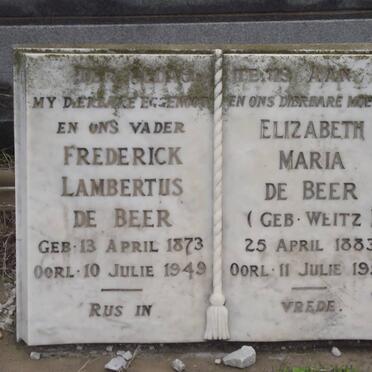 MY DIERBARE EGGENOOT
EN ONS VADER
FREDERICK
LAMBERTUS
DE BEER
GEB. 13 APRIL 1873
OORL. 10 JULIE 1949
RUS IN
EN ONS DIERBARE
ELIZABETH
MARIA
DE BEER
(GEB. WEITZ)
25 APRIL 1883
OORL. 11 JULIE
VREDE.